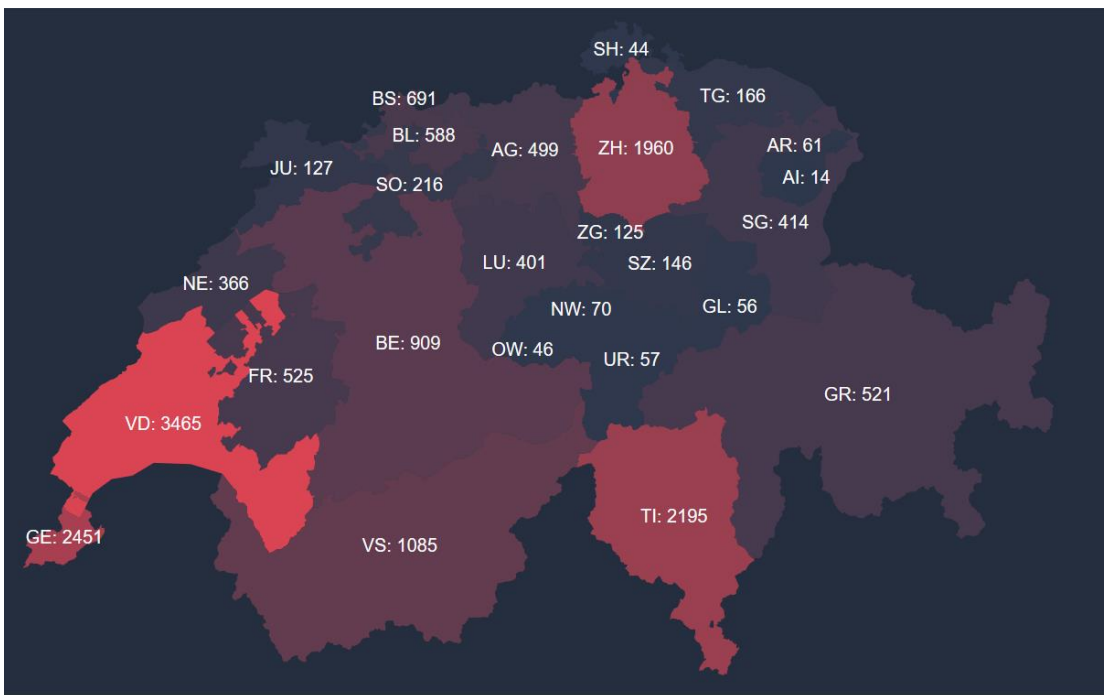 SH: 44
BS: 691
TG: 166
BL: 588
AG: 499
ZH: 1960
AR: 61
JU: 127
SO: 216
AI: 14
SG: 414
ZG: 125
LU: 401
SZ: 146
NE: 366
NW: 70
GL: 56
BE: 909
OW: 46
UR: 57
FR: 525
GR: 521
VD: 3465
TI: 2195
GE: 2451
VS: 1085